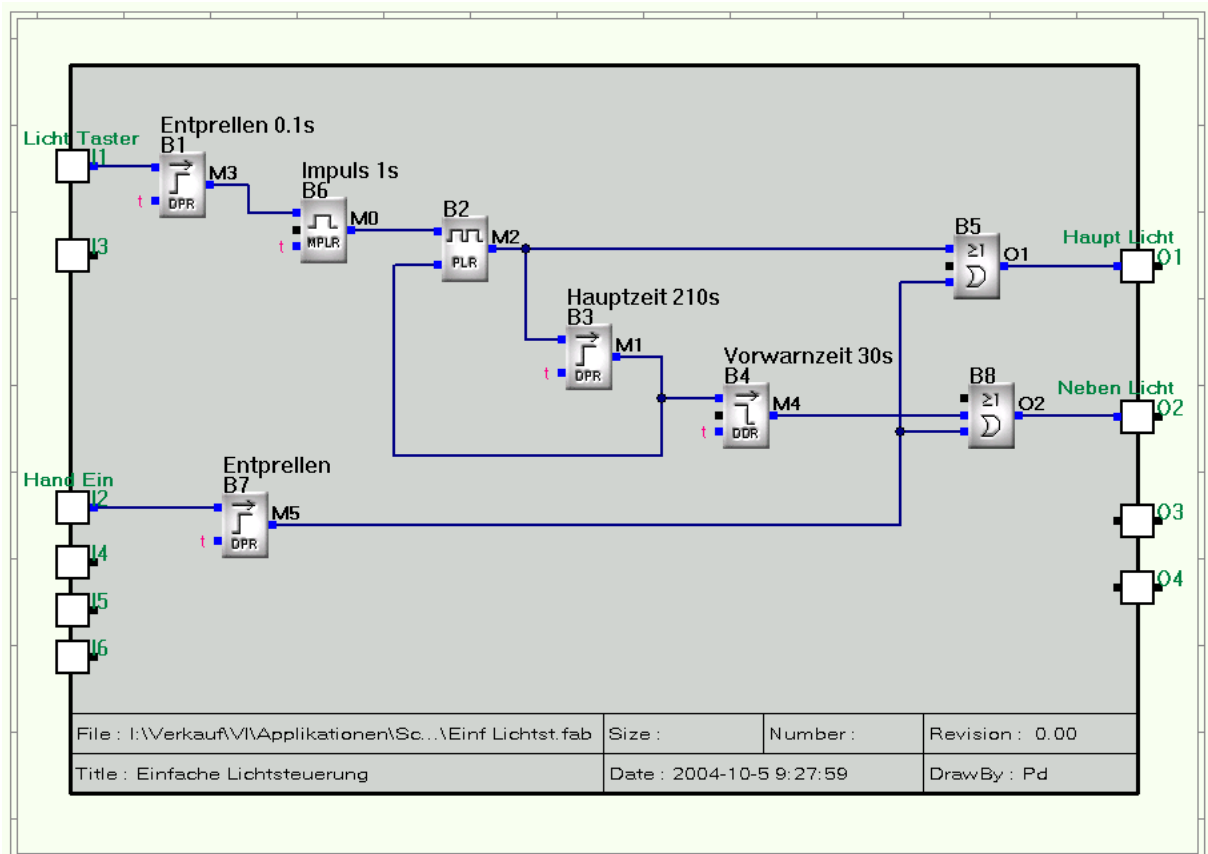 Entprellen 0.1s
Licht Taster
B1
I1
M3
t
DPR
Impuls 1s
B6
M0
t
MPLR
B2
M2
PLR
I3
B5
≥1
O1
Haupt Licht
O1
Hauptzeit 210s
B3
M1
t
DPR
Vorwarnzeit 30s
B4
M4
t
DDR
B8
≥1
O2
Neben Licht
O2
Entprellen
Hand Ein
B7
I2
M5
t
DPR
O3
I4
O4
I5
I6
File : I:\Verkauf\VI\Applikationen\Sc...\Einf Lichtst.fab
Size :
Number :
Revision : 0.00
Title : Einfache Lichtsteuerung
Date : 2004-10-5 9:27:59
DrawBy : Pd